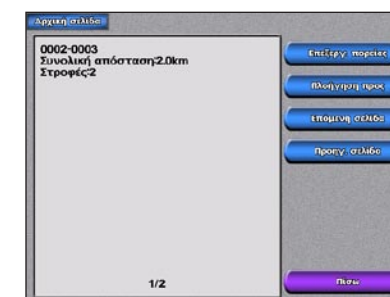 Αρχική σελίδα
0002-0003
Συνολική απόσταση:2.0km
Στροφές:2
Επεξεργ. πορείας
Πλοήγηση προς
Επόμενη σελίδα
Προηγ. σελίδα
1/2
Πίσω